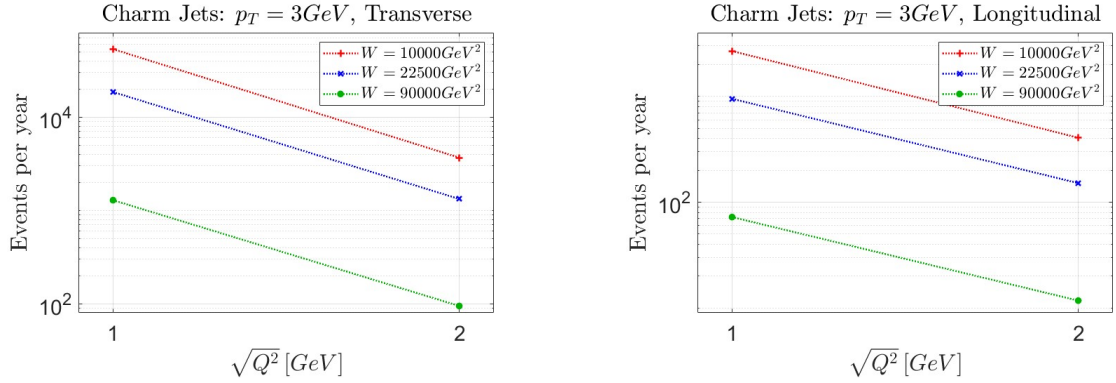 Charm Jets: p_T = 3GeV, Transverse
Events per year
10^4
10^2
W = 10000GeV^2
W = 22500GeV^2
W = 90000GeV^2
1
2
√Q^2 [GeV]
Charm Jets: p_T = 3GeV, Longitudinal
Events per year
10^2
W = 10000GeV^2
W = 22500GeV^2
W = 90000GeV^2
1
2
√Q^2 [GeV]